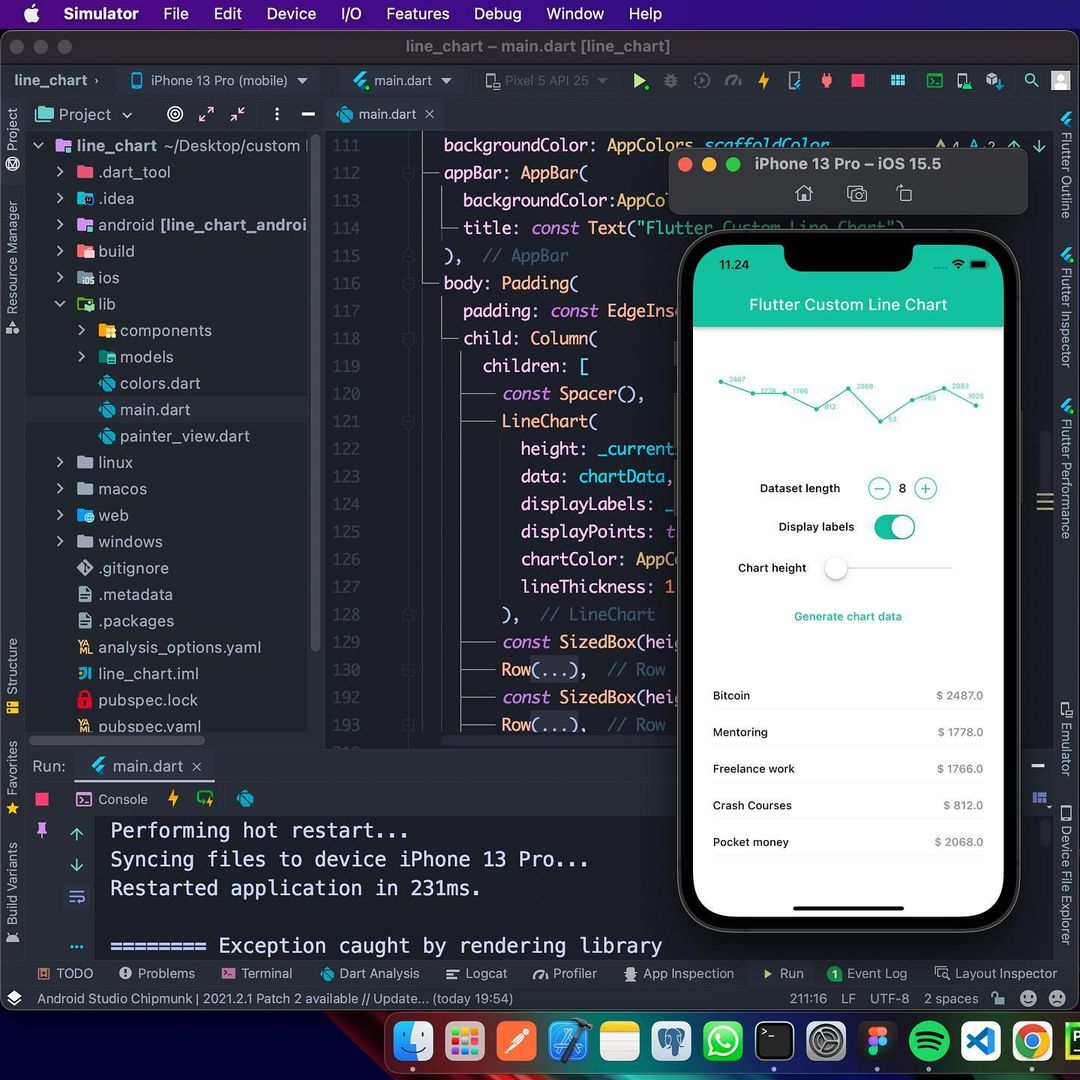 Simulator File Edit Device I/O Features Debug Window Help
line_chart – main.dart [line_chart]
line_chart › iPhone 13 Pro (mobile) main.dart Pixel 5 API 25
Project main.dart
line_chart ~/Desktop/custom
.dart_tool
.idea
android [line_chart_androi
build
ios
lib
components
models
colors.dart
main.dart
painter_view.dart
linux
macos
web
windows
.gitignore
.metadata
.packages
analysis_options.yaml
line_chart.iml
pubspec.lock
pubspec.yaml
Project
Resource Manager
Structure
Favorites
Build Variants
111 backgroundColor: AppColors.scaffoldColor
112 appBar: AppBar(
113 backgroundColor:AppCo
114 title: const Text("Flutter Custom Line Chart")
115 ), // AppBar
116 body: Padding(
117 padding: const EdgeIns
118 child: Column(
119 children: [
120 const Spacer(),
121 LineChart(
122 height: _current
123 data: chartData,
124 displayLabels: _
125 displayPoints: t
126 chartColor: AppC
127 lineThickness: 1
128 ), // LineChart
129 const SizedBox(heig
130 Row(...), // Row
192 const SizedBox(heig
193 Row(...), // Row
4 2
iPhone 13 Pro – iOS 15.5
11.24
Flutter Custom Line Chart
2487 1778 1766 812 2068 53 1363 2083 1025
Dataset length 8
Display labels
Chart height
Generate chart data
Bitcoin $ 2487.0
Mentoring $ 1778.0
Freelance work $ 1766.0
Crash Courses $ 812.0
Pocket money $ 2068.0
Flutter Outline
Flutter Inspector
Flutter Performance
Emulator
Device File Explorer
Run: main.dart
Console
Performing hot restart...
Syncing files to device iPhone 13 Pro...
Restarted application in 231ms.
======== Exception caught by rendering library
TODO Problems Terminal Dart Analysis Logcat Profiler App Inspection Run 1 Event Log Layout Inspector
Android Studio Chipmunk | 2021.2.1 Patch 2 available // Update... (today 19:54) 211:16 LF UTF-8 2 spaces